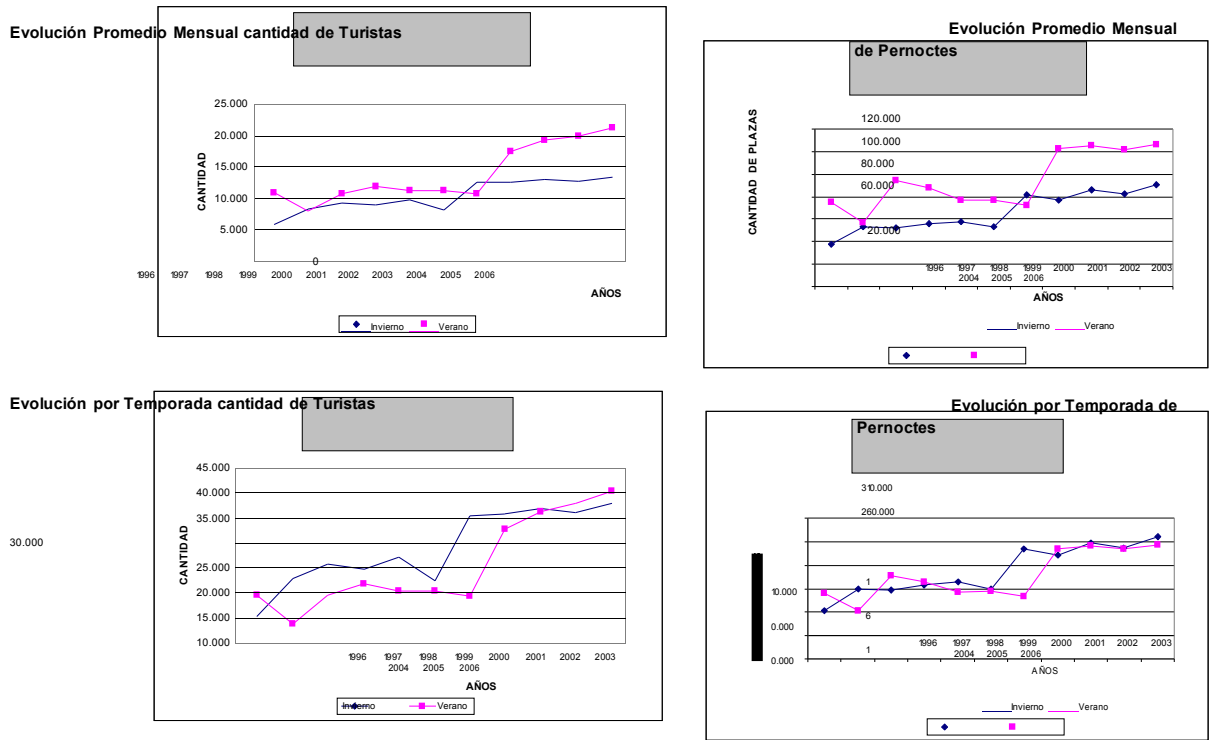 Evolución Promedio Mensual cantidad de Turistas
25.000
20.000
15.000
10.000
5.000
0
CANTIDAD
1996 1997 1998 1999 2000 2001 2002 2003 2004 2005 2006
AÑOS
Invierno Verano
Evolución Promedio Mensual
de Pernoctes
CANTIDAD DE PLAZAS
120.000
100.000
80.000
60.000
20.000
1996 1997 1998 1999 2000 2001 2002 2003
2004 2005 2006
AÑOS
Invierno Verano
Evolución por Temporada cantidad de Turistas
45.000
40.000
35.000
30.000
25.000
20.000
15.000
10.000
CANTIDAD
1996 1997 1998 1999 2000 2001 2002 2003
2004 2005 2006
AÑOS
Invierno Verano
Evolución por Temporada de
Pernoctes
310.000
260.000
1
10.000
6
0.000
1
0.000
1996 1997 1998 1999 2000 2001 2002 2003
2004 2005 2006
AÑOS
Invierno Verano